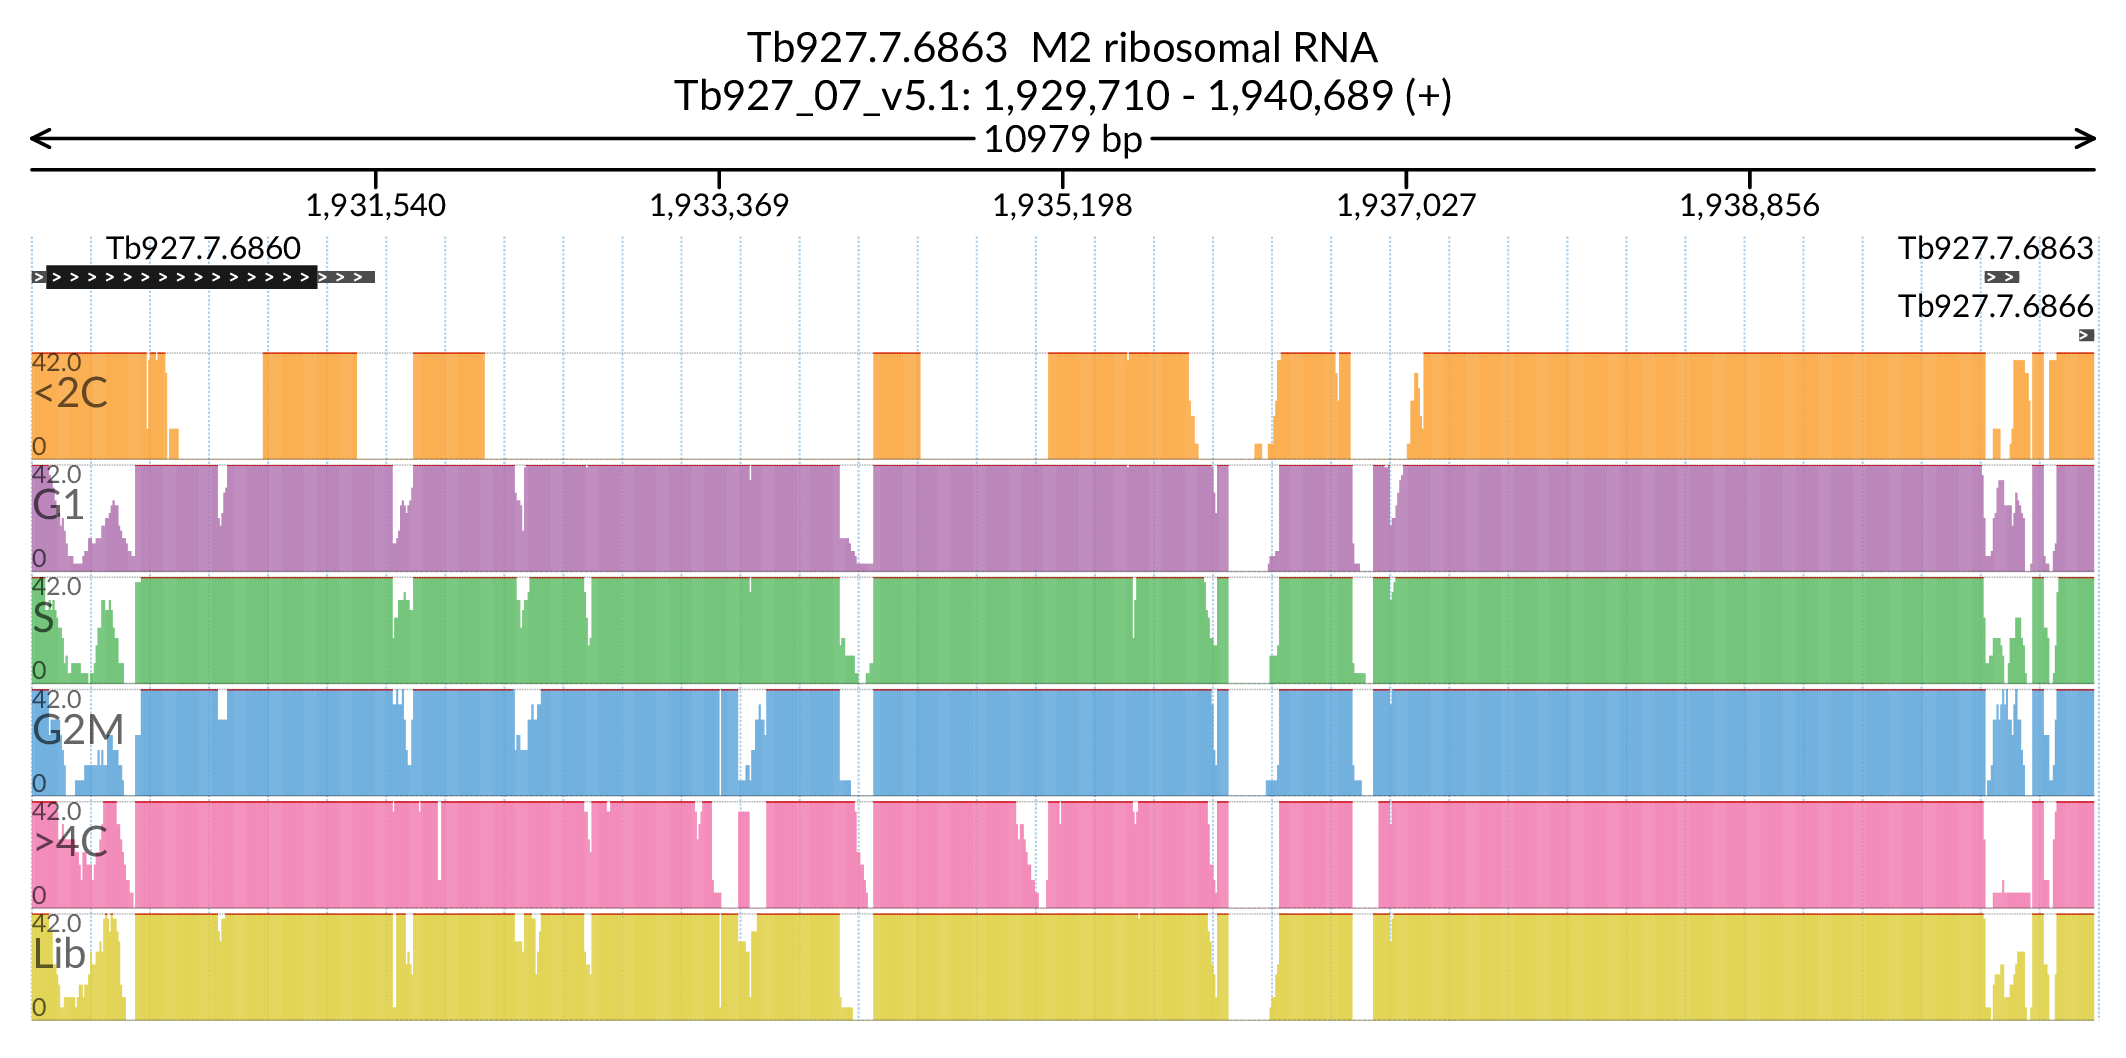 Tb927.7.6863  M2 ribosomal RNA
Tb927_07_v5.1: 1,929,710 - 1,940,689 (+)
10979 bp
1,931,540 1,933,369 1,935,198 1,937,027 1,938,856
Tb927.7.6860 Tb927.7.6863
Tb927.7.6866
42.0
<2C
0
42.0
G1
0
42.0
S
0
42.0
G2M
0
42.0
>4C
0
42.0
Lib
0